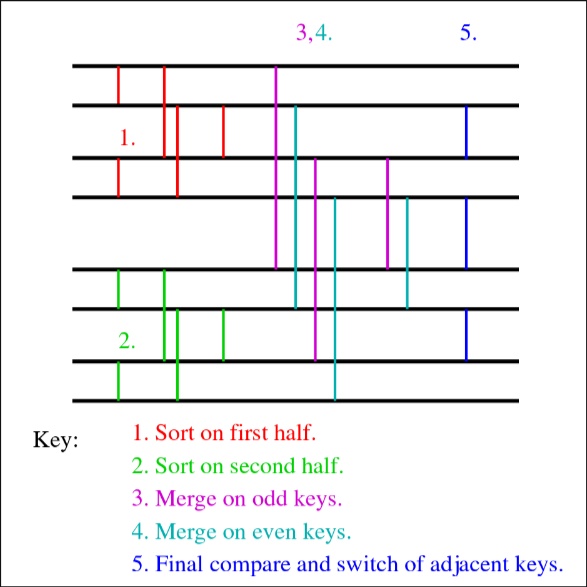 3,4.
5.
1.
2.
Key:
1. Sort on first half.
2. Sort on second half.
3. Merge on odd keys.
4. Merge on even keys.
5. Final compare and switch of adjacent keys.